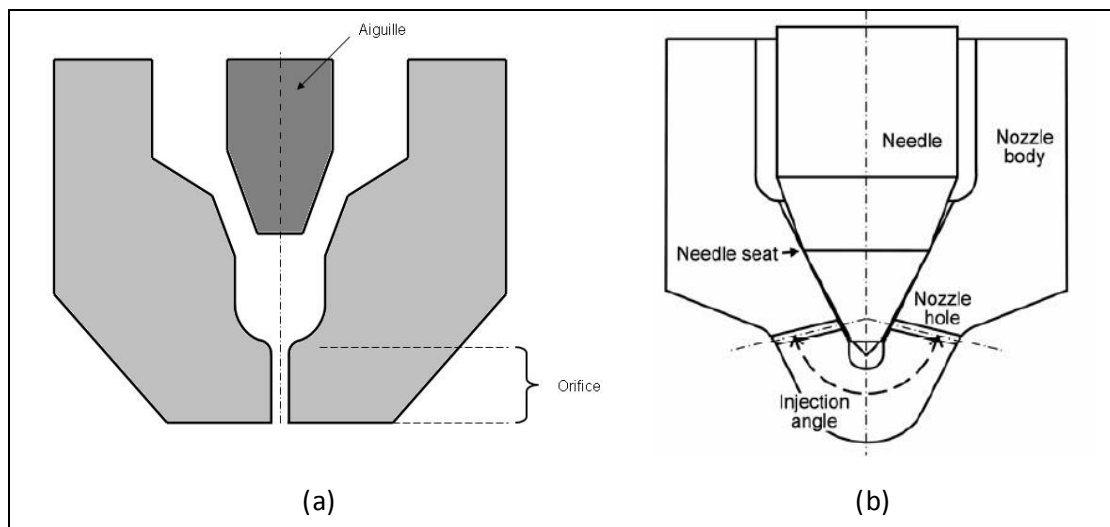 Aiguille
Orifice
(a)
Needle
Nozzle
body
Needle seat
Nozzle
hole
Injection
angle
(b)